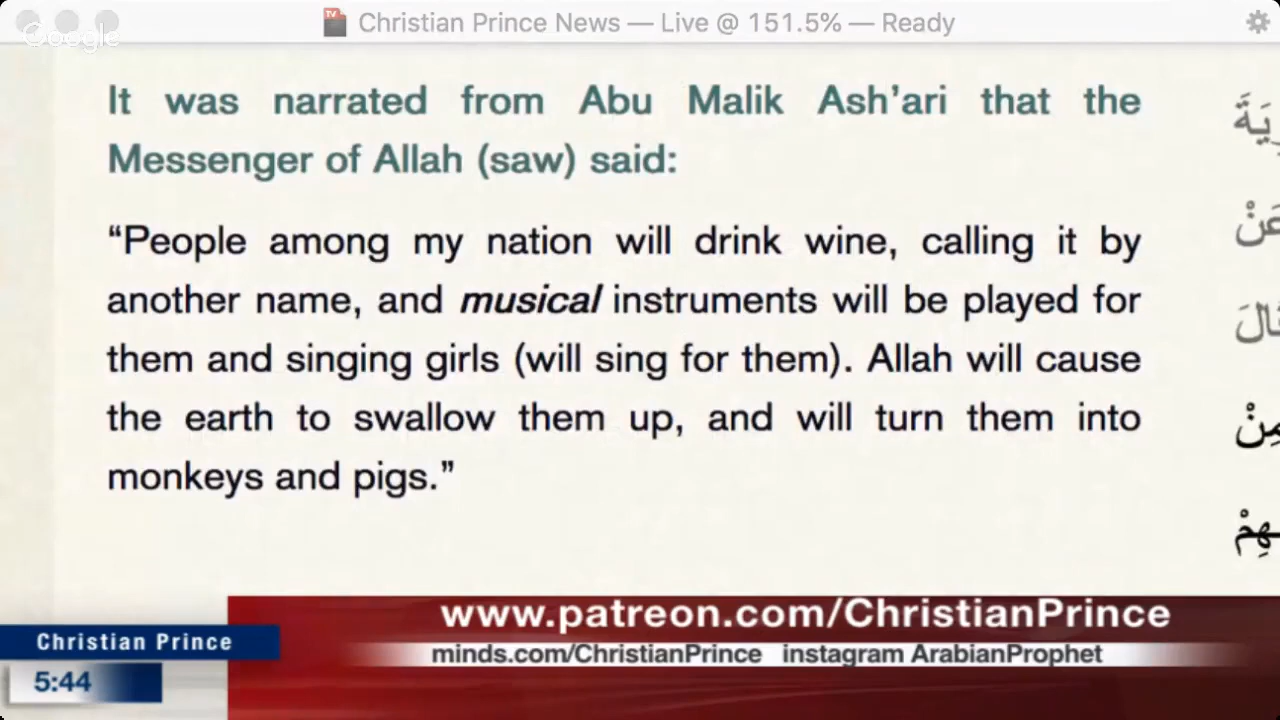 Christian Prince News — Live @ 151.5% — Ready
Google
It was narrated from Abu Malik Ash’ari that the
Messenger of Allah (saw) said:
“People among my nation will drink wine, calling it by
another name, and musical instruments will be played for
them and singing girls (will sing for them). Allah will cause
the earth to swallow them up, and will turn them into
monkeys and pigs.”
عَنْ
مِنْ
www.patreon.com/ChristianPrince
Christian Prince
minds.com/ChristianPrince instagram ArabianProphet
5:44